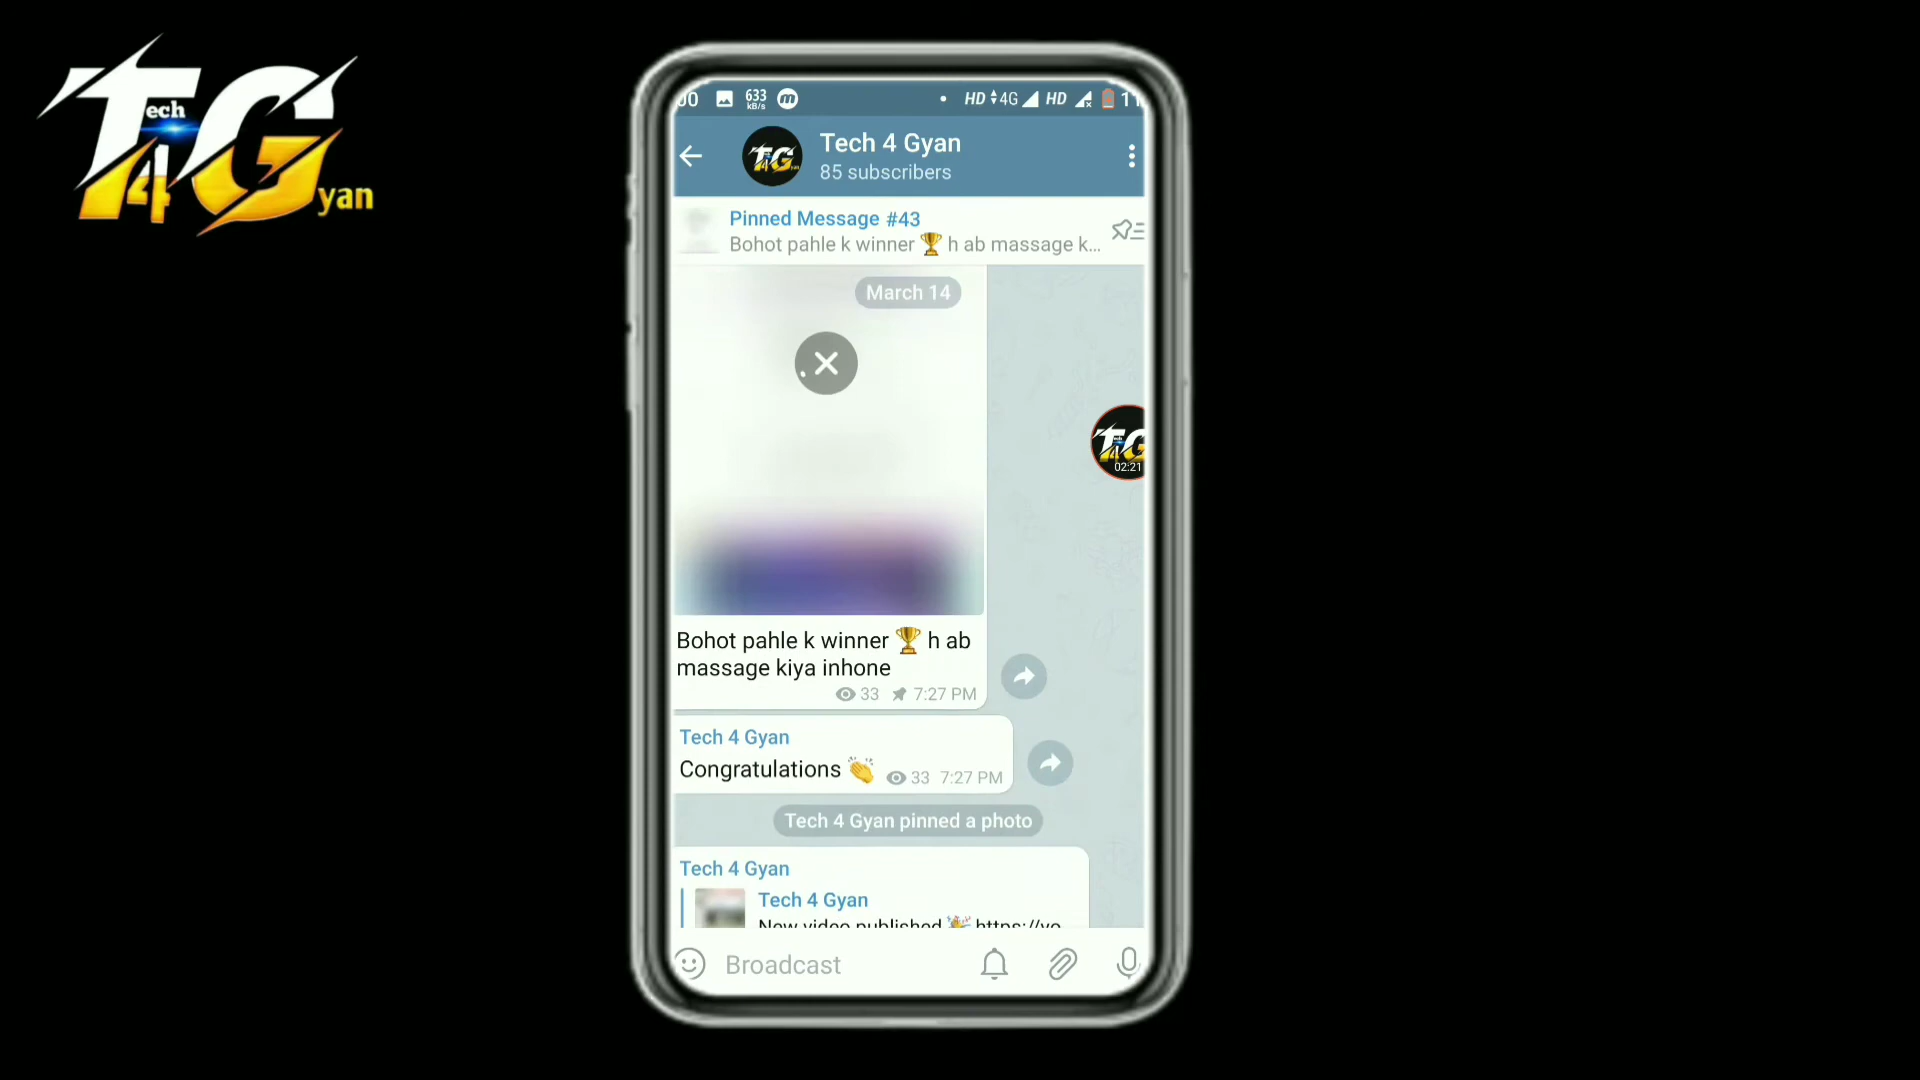 Tech 4 Gyan
00 633 kB/s m HD 4G HD 11
Tech 4 Gyan
85 subscribers
Pinned Message #43
Bohot pahle k winner 🏆 h ab massage k...
March 14
T4G
02:21
Bohot pahle k winner 🏆 h ab
massage kiya inhone
33 7:27 PM
Tech 4 Gyan
Congratulations 👏 33 7:27 PM
Tech 4 Gyan pinned a photo
Tech 4 Gyan
Tech 4 Gyan
New video published 🎉 https://yo
Broadcast